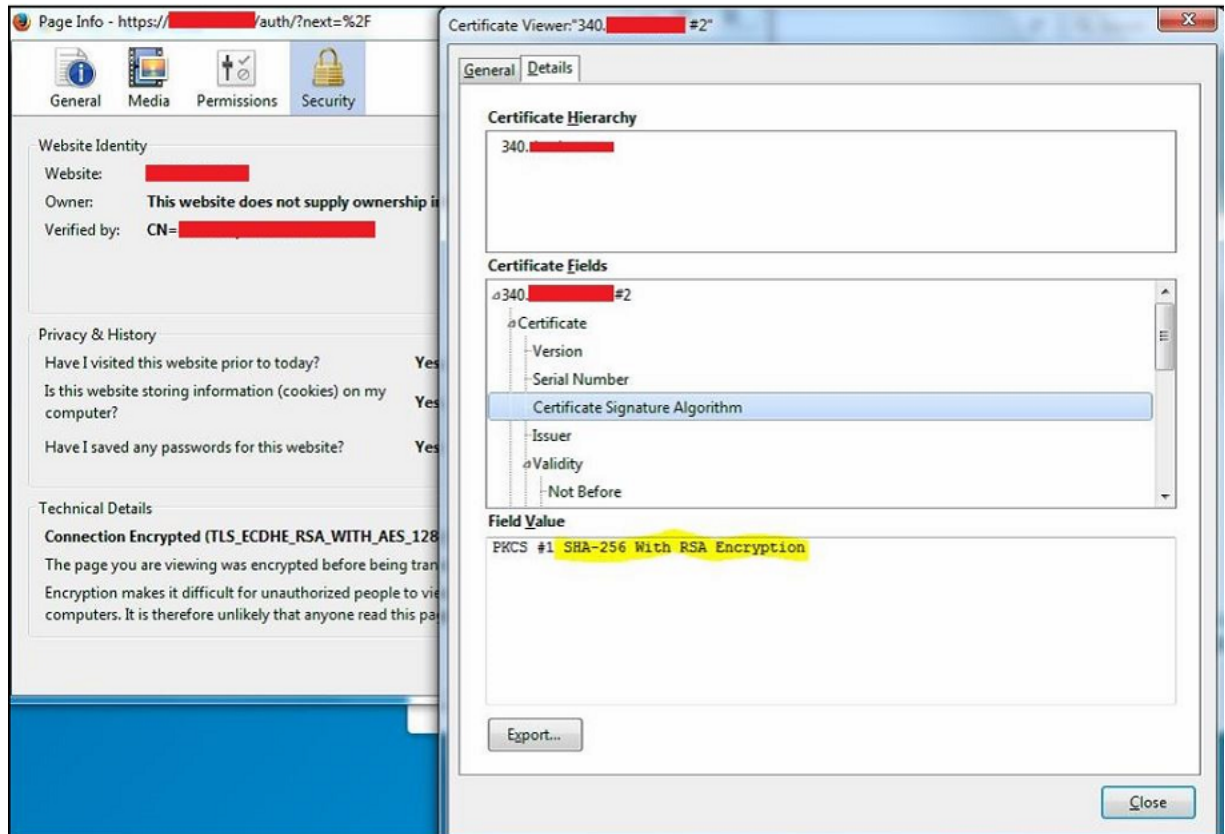 Page Info - https:// /auth/?next=%2F
General
Media
Permissions
Security
Website Identity
Website:
Owner: This website does not supply ownership
Verified by: CN=
Privacy & History
Have I visited this website prior to today? Yes
Is this website storing information (cookies) on my
computer? Yes
Have I saved any passwords for this website? Yes
Technical Details
Connection Encrypted (TLS_ECDHE_RSA_WITH_AES_128
The page you are viewing was encrypted before being
Encryption makes it difficult for unauthorized people to
computers. It is therefore unlikely that anyone read this
Certificate Viewer:"340. #2"
General
Details
Certificate Hierarchy
340.
Certificate Fields
340. #2
Certificate
Version
Serial Number
Certificate Signature Algorithm
Issuer
Validity
Not Before
Field Value
PKCS #1 SHA-256 With RSA Encryption
Export...
Close